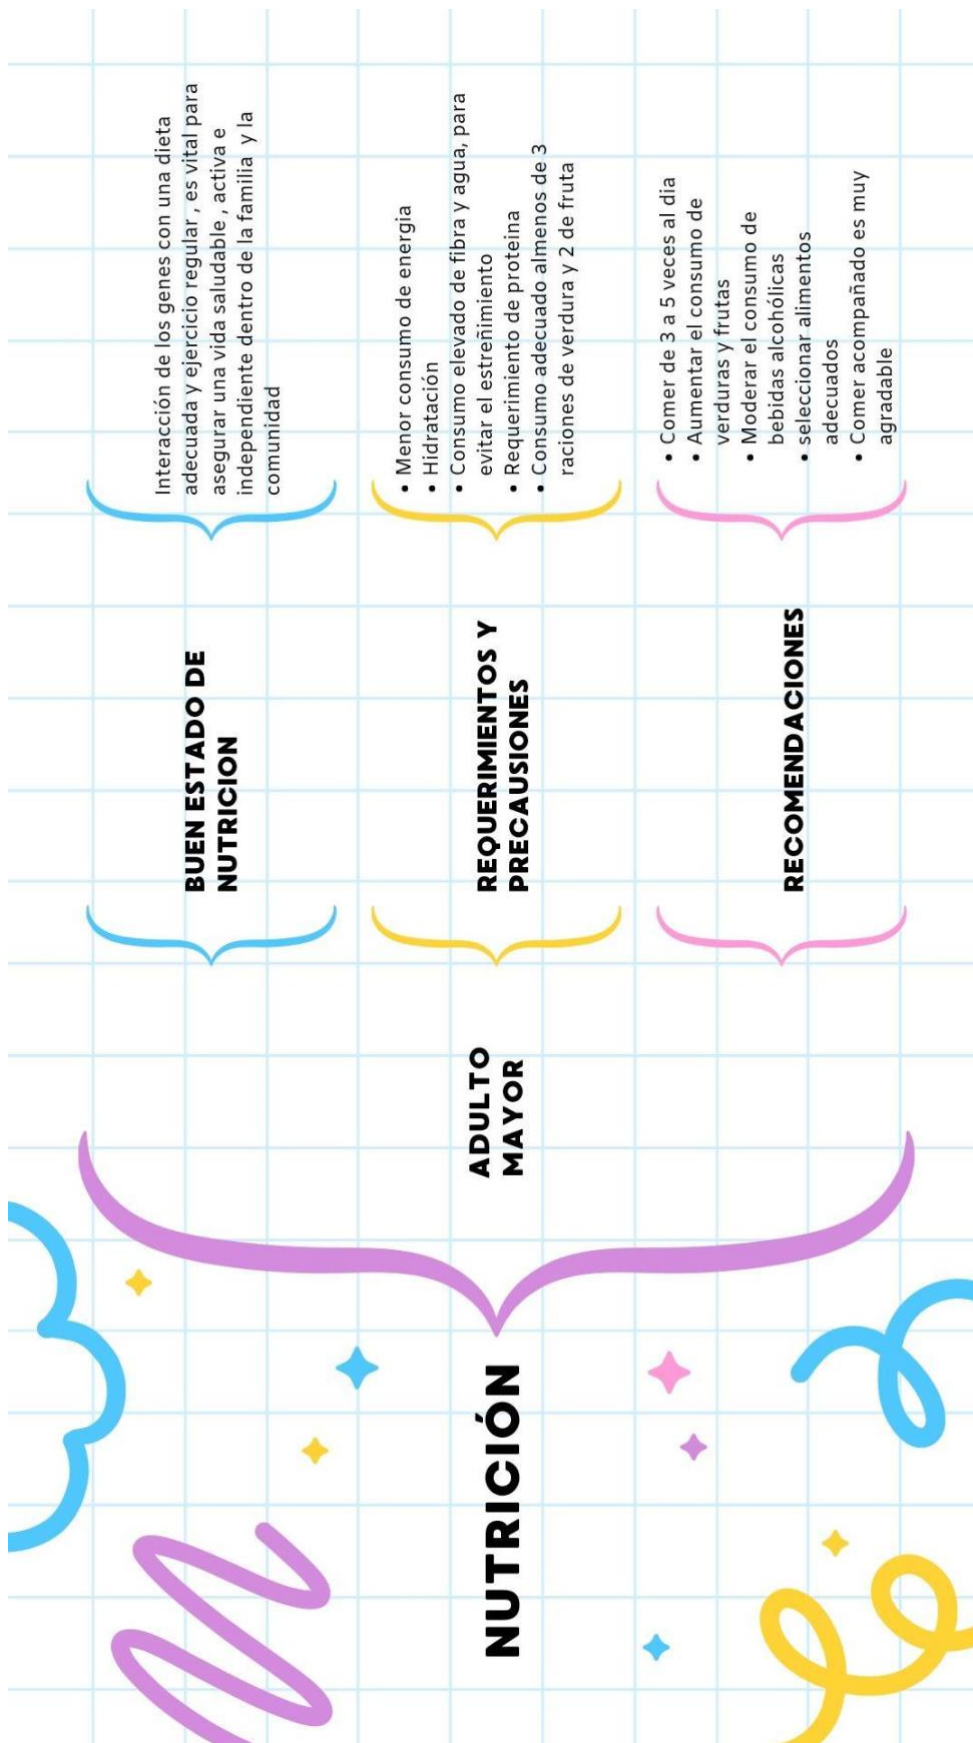 NUTRICIÓN
ADULTO
MAYOR
BUEN ESTADO DE
NUTRICION
Interacción de los genes con una dieta
adecuada y ejercicio regular , es vital para
asegurar una vida saludable , activa e
independiente dentro de la familia y la
comunidad
REQUERIMIENTOS Y
PRECAUSIONES
• Menor consumo de energia
• Hidratación
• Consumo elevado de fibra y agua, para
evitar el estreñimiento
• Requerimiento de proteina
• Consumo adecuado almenos de 3
raciones de verdura y 2 de fruta
RECOMENDACIONES
• Comer de 3 a 5 veces al dia
• Aumentar el consumo de
verduras y frutas
• Moderar el consumo de
bebidas alcohólicas
• seleccionar alimentos
adecuados
• Comer acompañado es muy
agradable